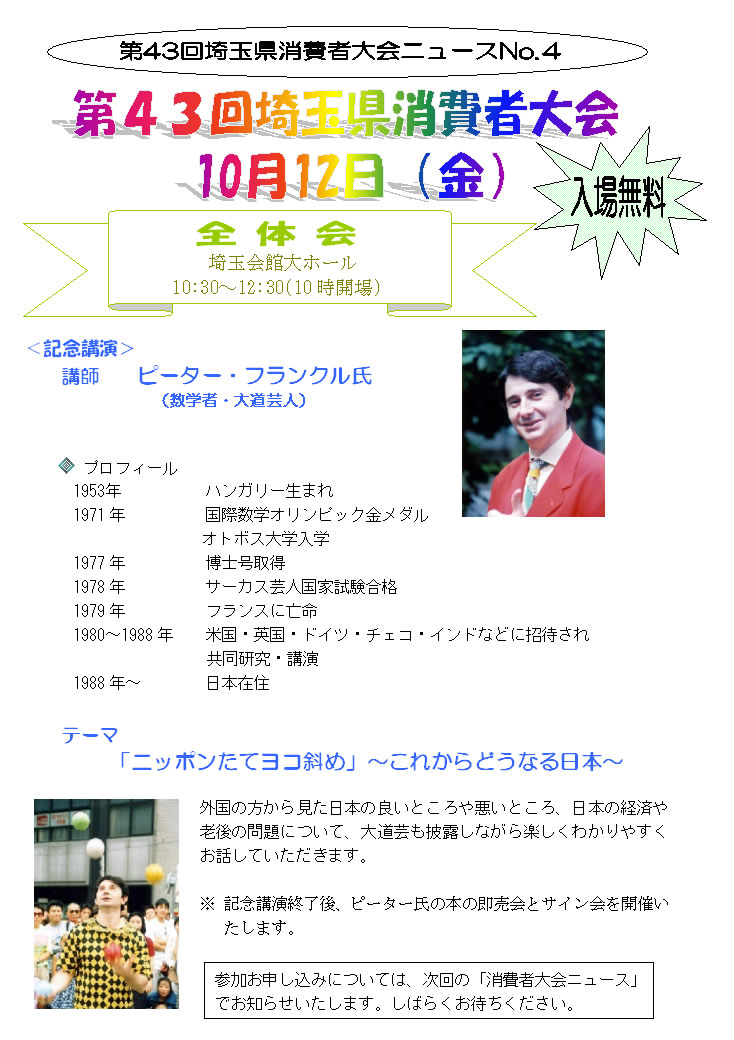 第43回埼玉県消費者大会ニュースNo.4
第４３回埼玉県消費者大会
10月12日（金）
入場無料
全体会
埼玉会館大ホール
10:30～12:30(10時開場)
＜記念講演＞
講師　　ピーター・フランクル氏
（数学者・大道芸人）
プロフィール
1953年　ハンガリー生まれ
1971年　国際数学オリンピック金メダル
オトボス大学入学
1977年　博士号取得
1978年　サーカス芸人国家試験合格
1979年　フランスに亡命
1980～1988年　米国・英国・ドイツ・チェコ・インドなどに招待され
共同研究・講演
1988年～　日本在住
テーマ
「ニッポンたてヨコ斜め」～これからどうなる日本～
外国の方から見た日本の良いところや悪いところ、日本の経済や
老後の問題について、大道芸も披露しながら楽しくわかりやすく
お話していただきます。
※ 記念講演終了後、ピーター氏の本の即売会とサイン会を開催い
たします。
参加お申し込みについては、次回の「消費者大会ニュース」
でお知らせいたします。しばらくお待ちください。